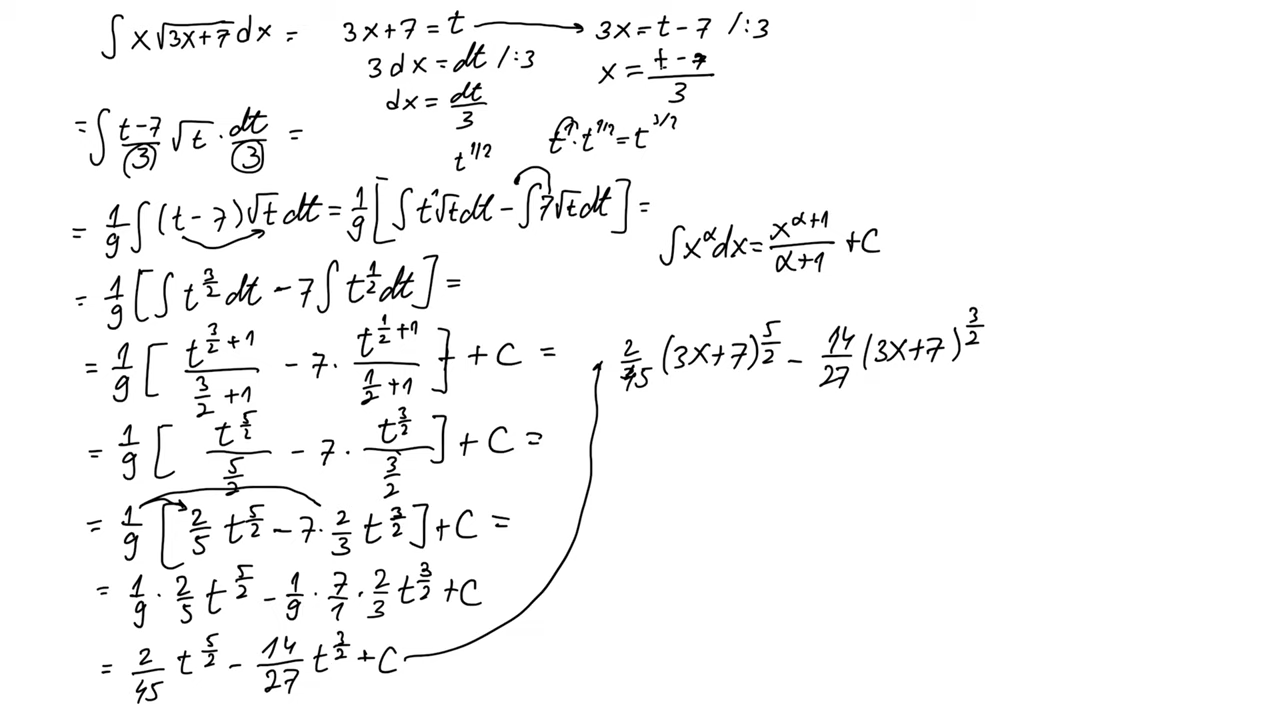 ∫ x √(3x+7) dx =   3x+7 = t → 3x = t - 7 /:3
3 dx = dt /:3   x = (t-7)/3
dx = dt/3
= ∫ (t-7)/3 √t · dt/3 =   t^(1/2)   t^1 · t^(1/2) = t^(3/2)
= 1/9 ∫ (t - 7) √t dt = 1/9 [ ∫ t^1 √t dt - ∫ 7 √t dt ] =
∫ x^α dx = x^(α+1)/(α+1) + C
= 1/9 [ ∫ t^(3/2) dt - 7 ∫ t^(1/2) dt ] =
= 1/9 [ t^(3/2+1)/(3/2+1) - 7 · t^(1/2+1)/(1/2+1) ] + C =
2/45 (3x+7)^(5/2) - 14/27 (3x+7)^(3/2)
= 1/9 [ t^(5/2)/(5/2) - 7 · t^(3/2)/(3/2) ] + C =
= 1/9 [ 2/5 t^(5/2) - 7 · 2/3 t^(3/2) ] + C =
= 1/9 · 2/5 t^(5/2) - 1/9 · 7/1 · 2/3 t^(3/2) + C
= 2/45 t^(5/2) - 14/27 t^(3/2) + C